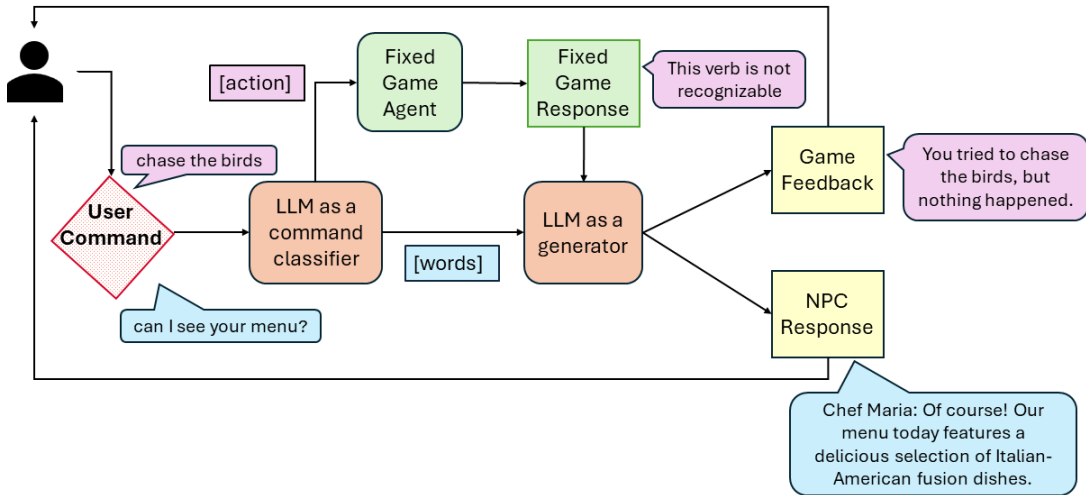 [action]
Fixed
Game
Agent
Fixed
Game
Response
This verb is not
recognizable
chase the birds
User
Command
LLM as a
command
classifier
[words]
LLM as a
generator
Game
Feedback
You tried to chase
the birds, but
nothing happened.
can I see your menu?
NPC
Response
Chef Maria: Of course! Our
menu today features a
delicious selection of Italian-
American fusion dishes.